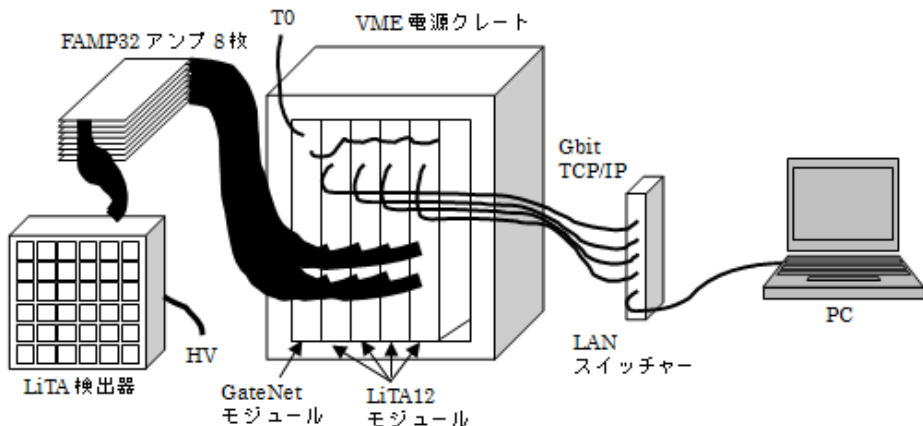 T0
VME 電源クレート
FAMP32 アンプ 8枚
Gbit
TCP/IP
HV
PC
LAN
スイッチャー
LiTA 検出器
GateNet
モジュール
LiTA12
モジュール